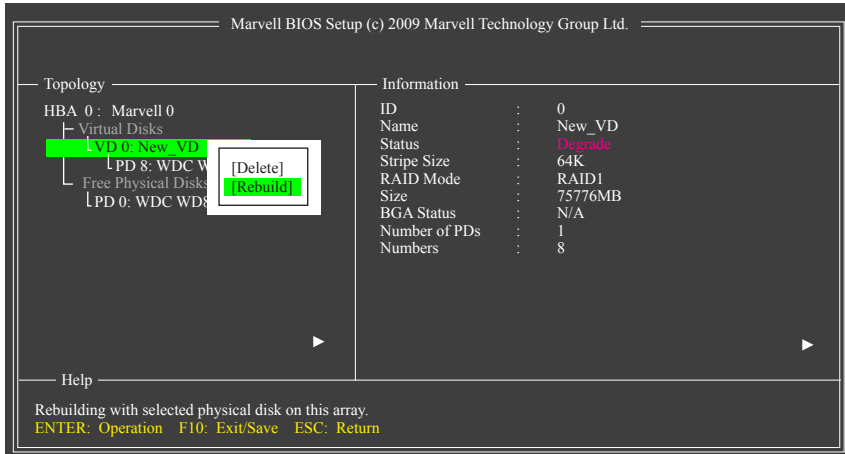 Marvell BIOS Setup (c) 2009 Marvell Technology Group Ltd.
Topology
HBA 0 : Marvell 0
Virtual Disks
VD 0: New_VD
PD 8: WDC
Free Physical Disks
PD 0: WDC
[Delete]
[Rebuild]
Information
ID : 0
Name : New_VD
Status : Degrade
Stripe Size : 64K
RAID Mode : RAID1
Size : 75776MB
BGA Status : N/A
Number of PDs : 1
Numbers : 8
Help
Rebuilding with selected physical disk on this array.
ENTER: Operation F10: Exit/Save ESC: Return